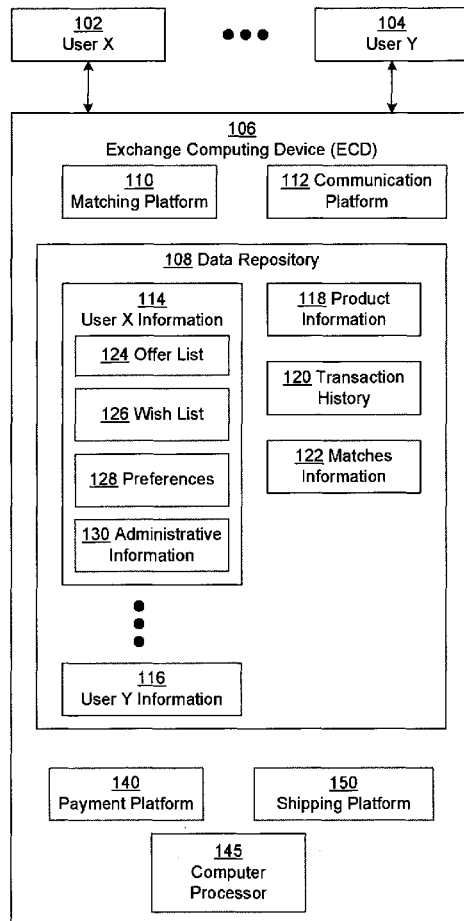 102
User X
104
User Y
106
Exchange Computing Device (ECD)
110
Matching Platform
112 Communication
Platform
108 Data Repository
114
User X Information
124 Offer List
126 Wish List
128 Preferences
130 Administrative
Information
118 Product
Information
120 Transaction
History
122 Matches
Information
116
User Y Information
140
Payment Platform
150
Shipping Platform
145
Computer
Processor